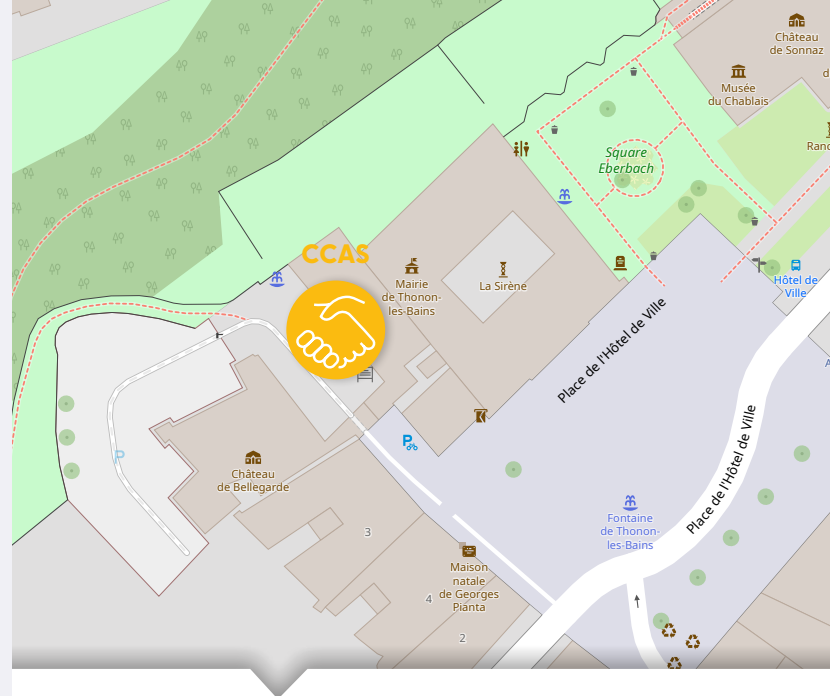 Château
de Sonnaz
Musée
du Chablais
Square
Eberbach
CCAS
Mairie
de Thonon-
les-Bains
La Sirène
Hôtel de
Ville
Place de l'Hôtel de Ville
Place de l'Hôtel de Ville
P
P
Château
de Bellegarde
Fontaine
de Thonon-
les-Bains
3
Maison
natale
de Georges
Pianta
4
2